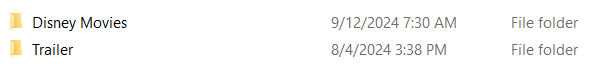 Disney Movies 9/12/2024 7:30 AM File folder
Trailer 8/4/2024 3:38 PM File folder